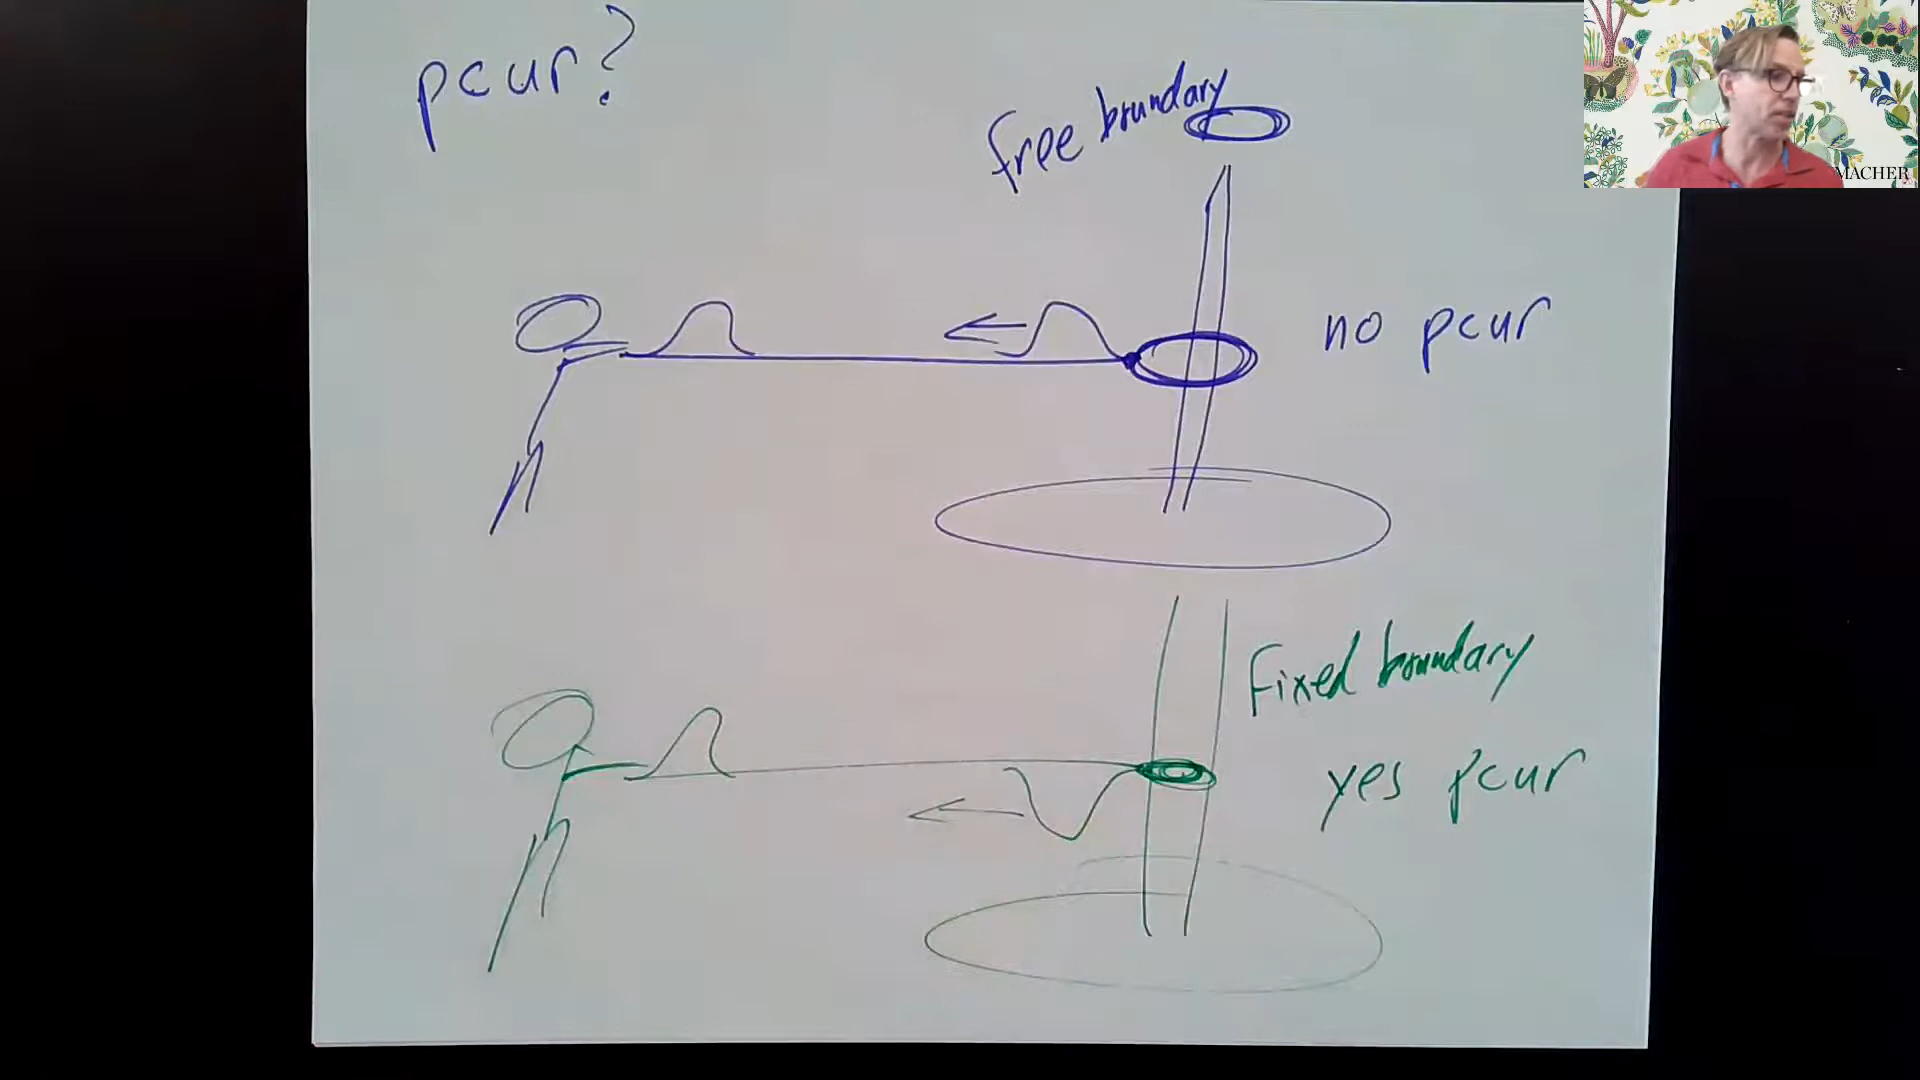 pcur?
free boundary
no pcur
Fixed boundary
yes pcur
MACHER